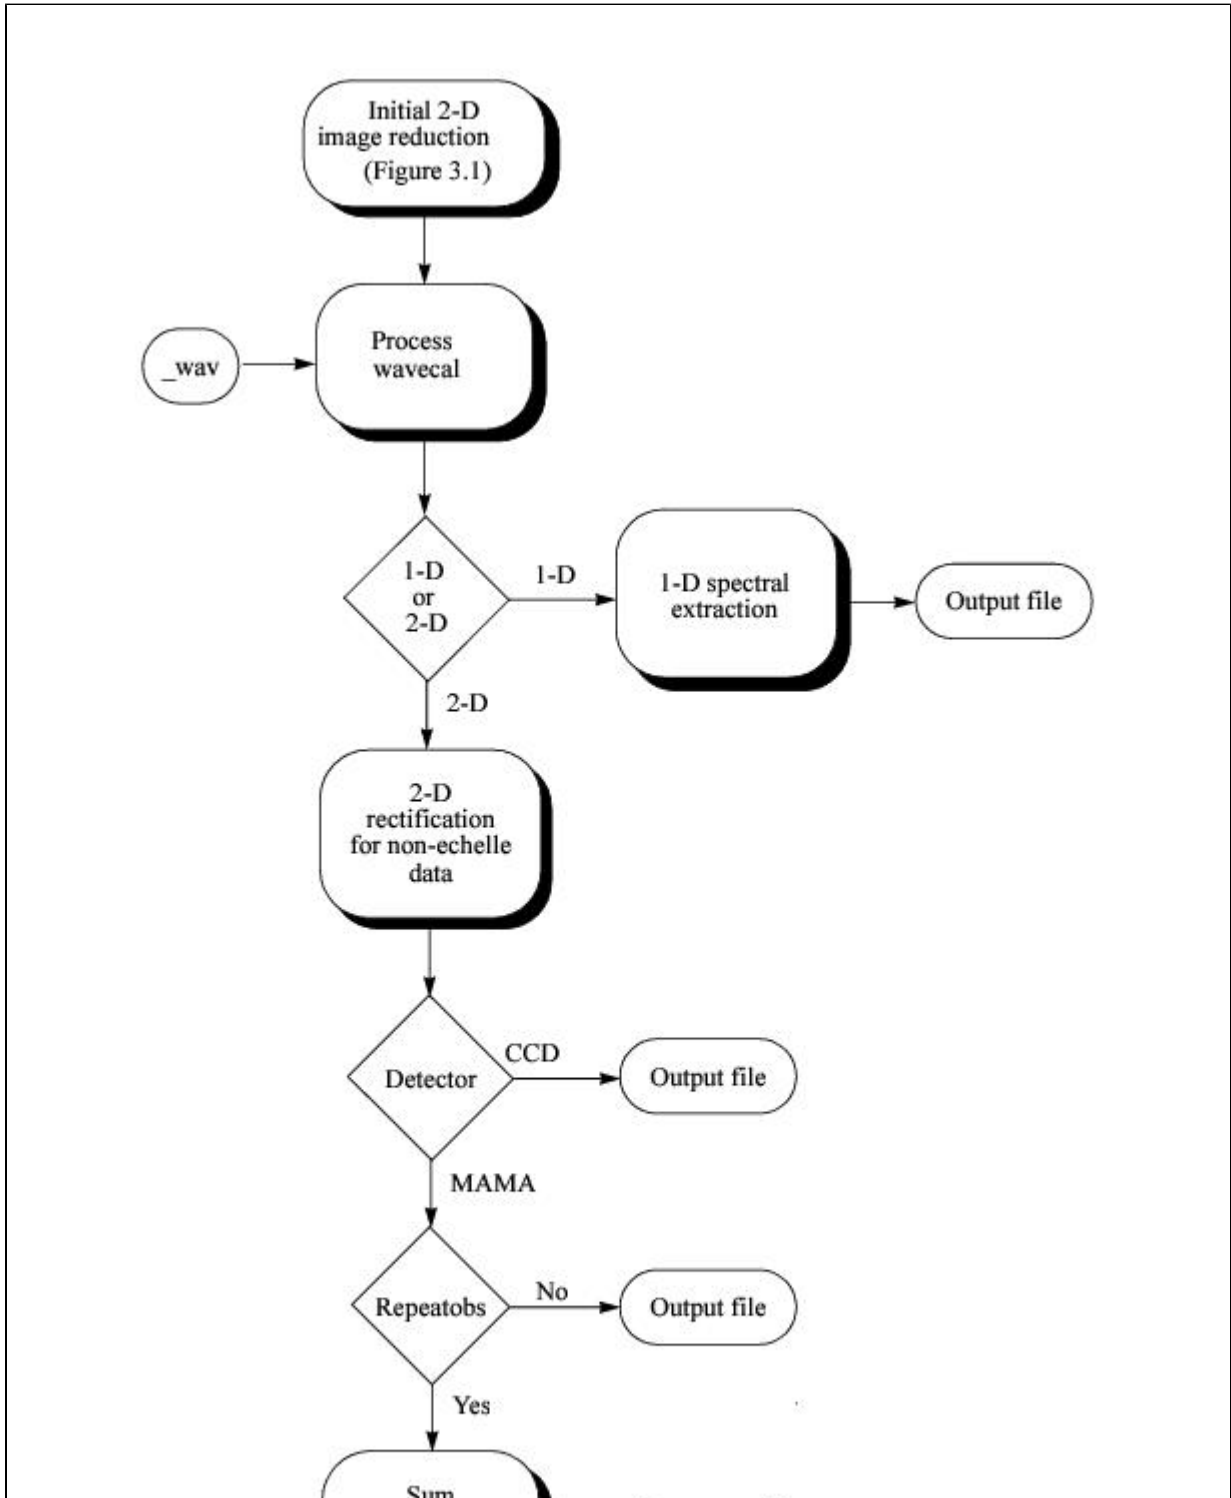 Initial 2-D
image reduction
(Figure 3.1)
_wav
Process
wavecal
1-D
or
2-D
1-D
1-D spectral
extraction
Output file
2-D
2-D
rectification
for non-echelle
data
Detector
CCD
Output file
MAMA
Repeatobs
No
Output file
Yes
Sum